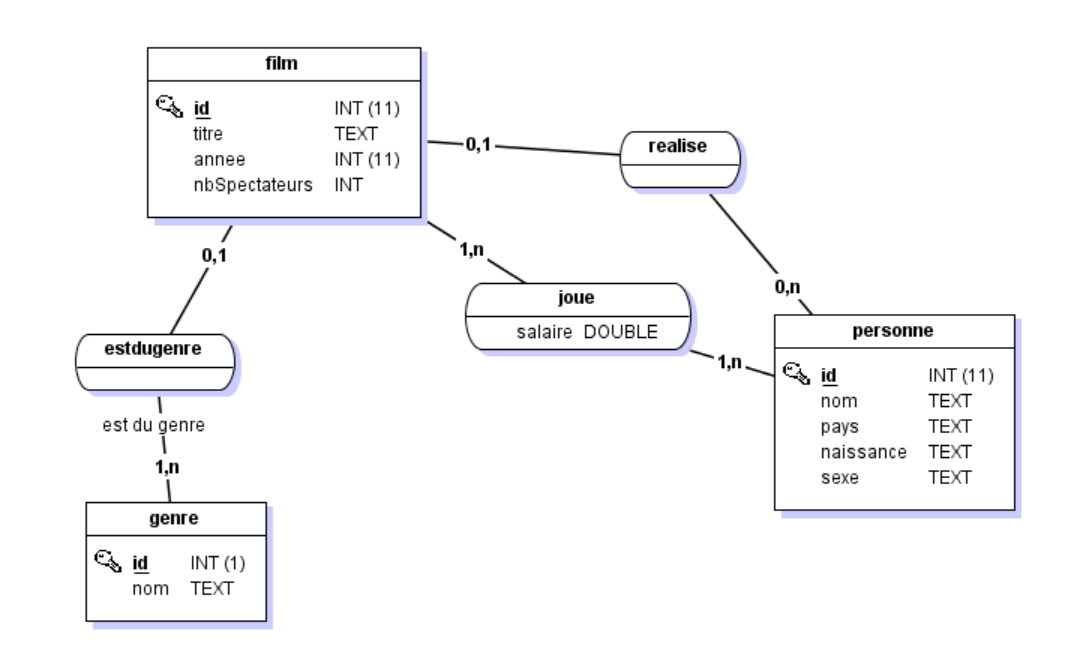 film
id INT (11)
titre TEXT
annee INT (11)
nbSpectateurs INT
0,1
realise
0,1
1,n
0,n
joue
salaire DOUBLE
estdugenre
1,n
personne
id INT (11)
nom TEXT
pays TEXT
naissance TEXT
sexe TEXT
est du genre
1,n
genre
id INT (1)
nom TEXT